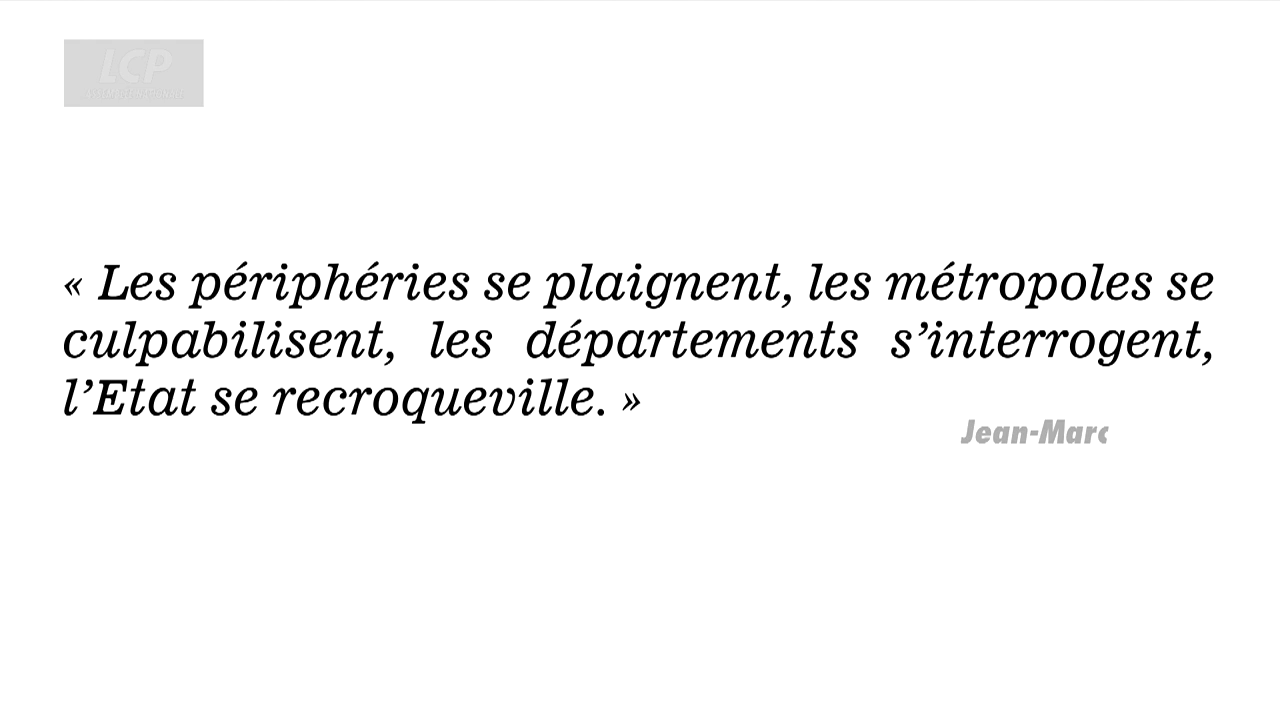 LCP
« Les périphéries se plaignent, les métropoles se
culpabilisent, les départements s’interrogent,
l’Etat se recroqueville. »
Jean-Marc